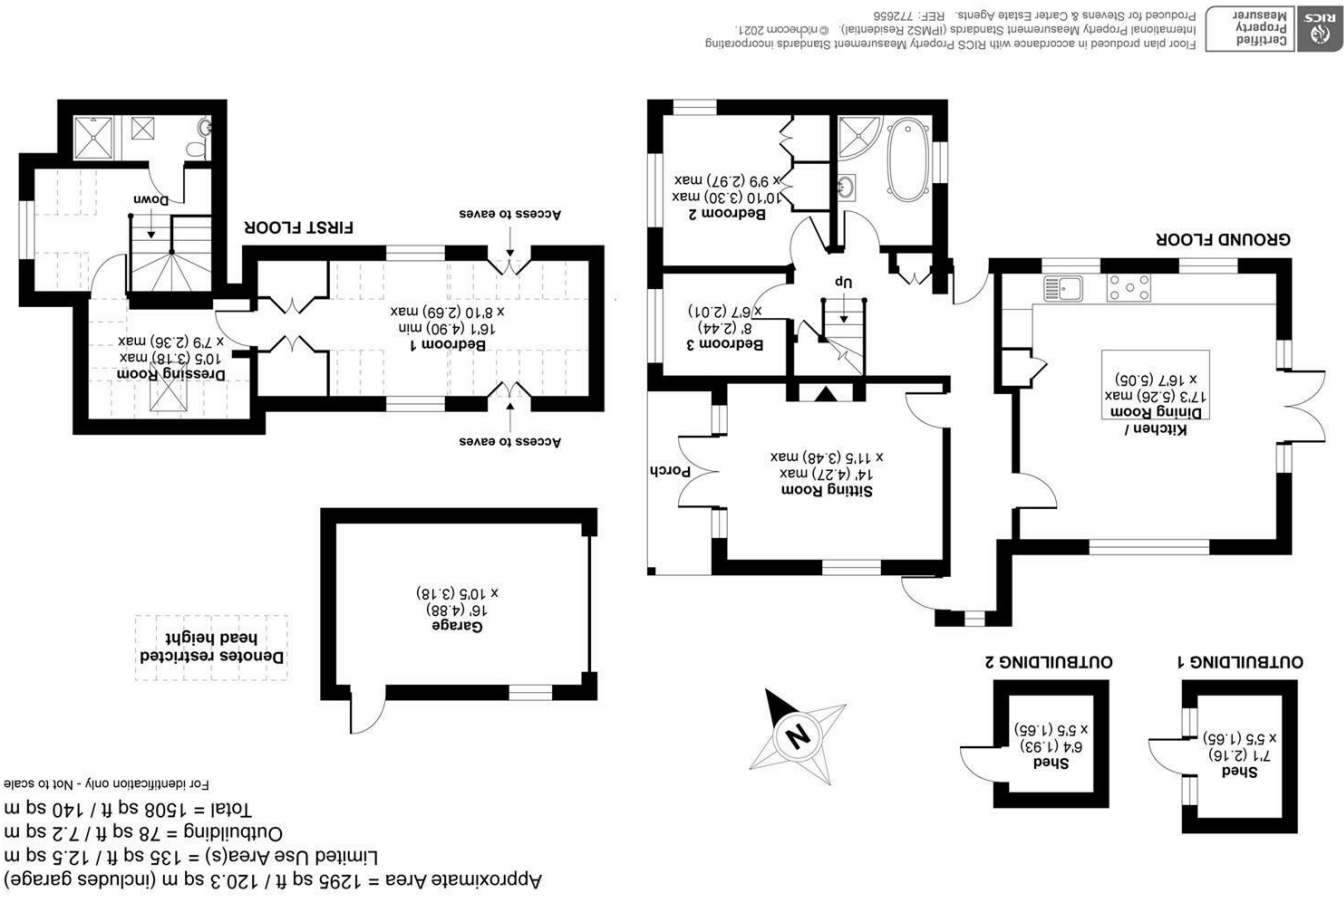 Approximate Area = 1295 sq ft / 120.3 sq m (includes garage)
Limited Use Area(s) = 135 sq ft / 12.5 sq m
Outbuilding = 78 sq ft / 7.2 sq m
Total = 1508 sq ft / 140 sq m
For identification only - Not to scale
Shed
7'1 (2.16)
x 5'5 (1.65)
OUTBUILDING 1
Shed
6'4 (1.93)
x 5'5 (1.65)
OUTBUILDING 2
N
Denotes restricted
head height
Garage
16' (4.88)
x 10'5 (3.18)
Kitchen /
Dining Room
17'3 (5.26) max
x 16'7 (5.05)
Sitting Room
14' (4.27) max
x 11'5 (3.48) max
Porch
Bedroom 3
8' (2.44)
x 6'7 (2.01)
Up
Bedroom 2
10'10 (3.30) max
x 9'9 (2.97) max
GROUND FLOOR
Access to eaves
Bedroom 1
16'1 (4.90) min
x 8'10 (2.69) max
Dressing Room
10'5 (3.18) max
x 7'9 (2.36) max
Access to eaves
FIRST FLOOR
Down
RICS
Certified
Property
Measurer
Floor plan produced in accordance with RICS Property Measurement Standards incorporating
International Property Measurement Standards (IPMS2 Residential). ©nichecom 2021.
Produced for Stevens & Carter Estate Agents. REF: 772656